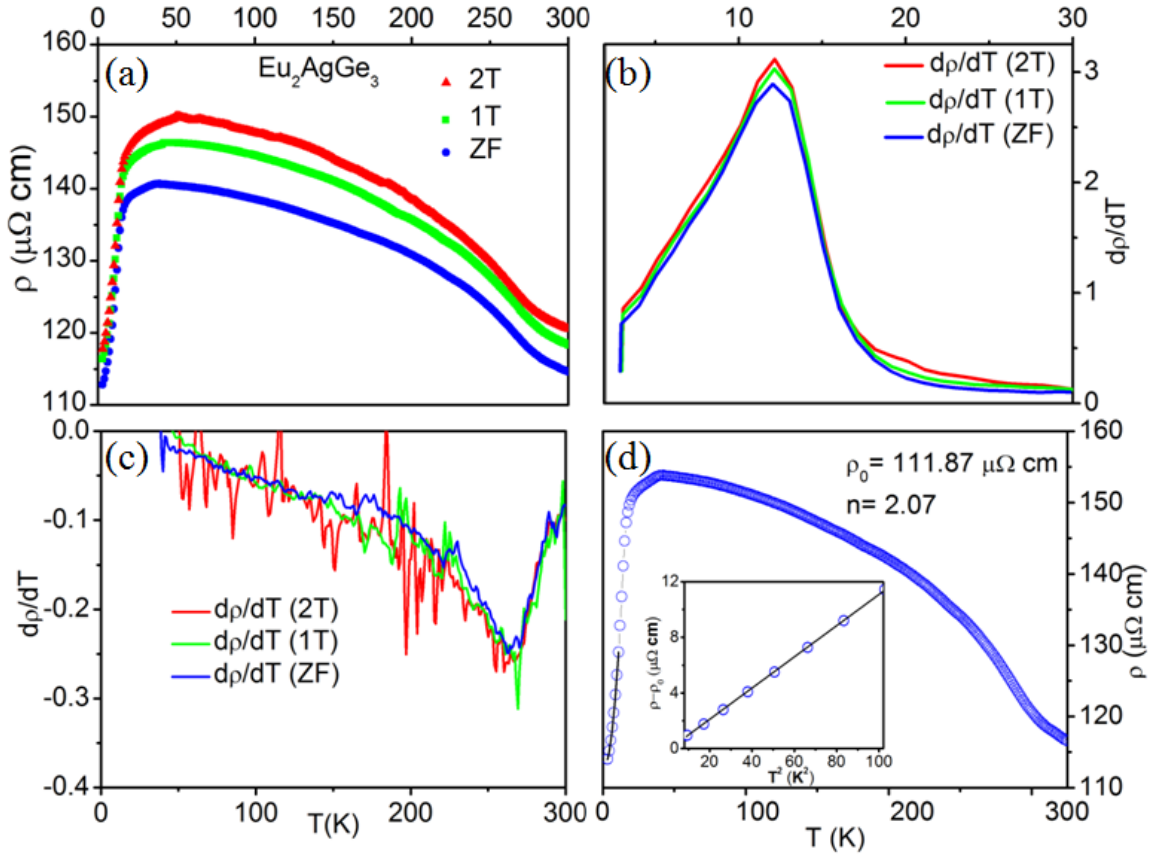 0 50 100 150 200 250 300
10 20 30
160
150
140
130
120
110
ρ (μΩ cm)
(a)
Eu₂AgGe₃
2T
1T
ZF
(b)
dρ/dT (2T)
dρ/dT (1T)
dρ/dT (ZF)
3
2
1
0
dρ/dT
0.0
-0.1
-0.2
-0.3
-0.4
dρ/dT
(c)
dρ/dT (2T)
dρ/dT (1T)
dρ/dT (ZF)
0 100 200 300
T(K)
(d)
ρ₀= 111.87 μΩ cm
n= 2.07
12
8
4
0
ρ-ρ₀ (μΩ cm)
20 40 60 80 100
T² (K²)
160
150
140
130
120
110
ρ (μΩ cm)
0 100 200 300
T (K)